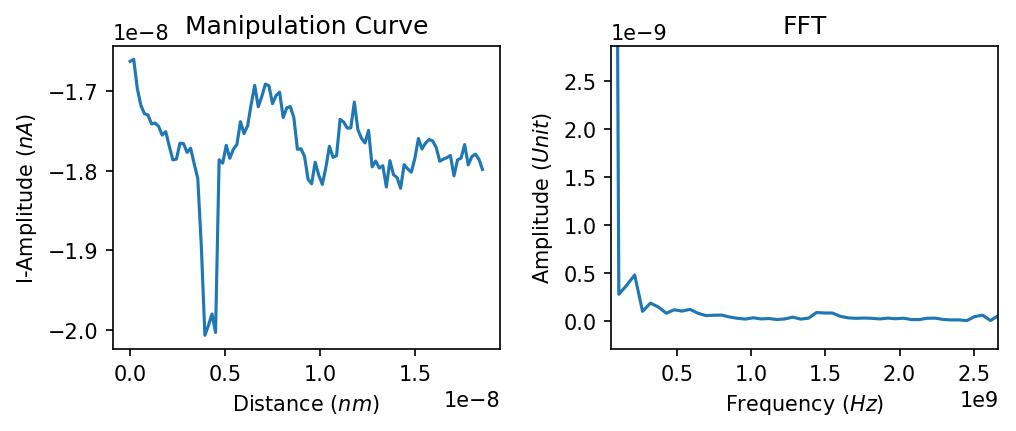 Manipulation Curve
1e−8
I-Amplitude (nA)
−1.7
−1.8
−1.9
−2.0
0.0 0.5 1.0 1.5
1e−8
Distance (nm)
FFT
1e−9
Amplitude (Unit)
2.5
2.0
1.5
1.0
0.5
0.0
0.5 1.0 1.5 2.0 2.5
1e9
Frequency (Hz)